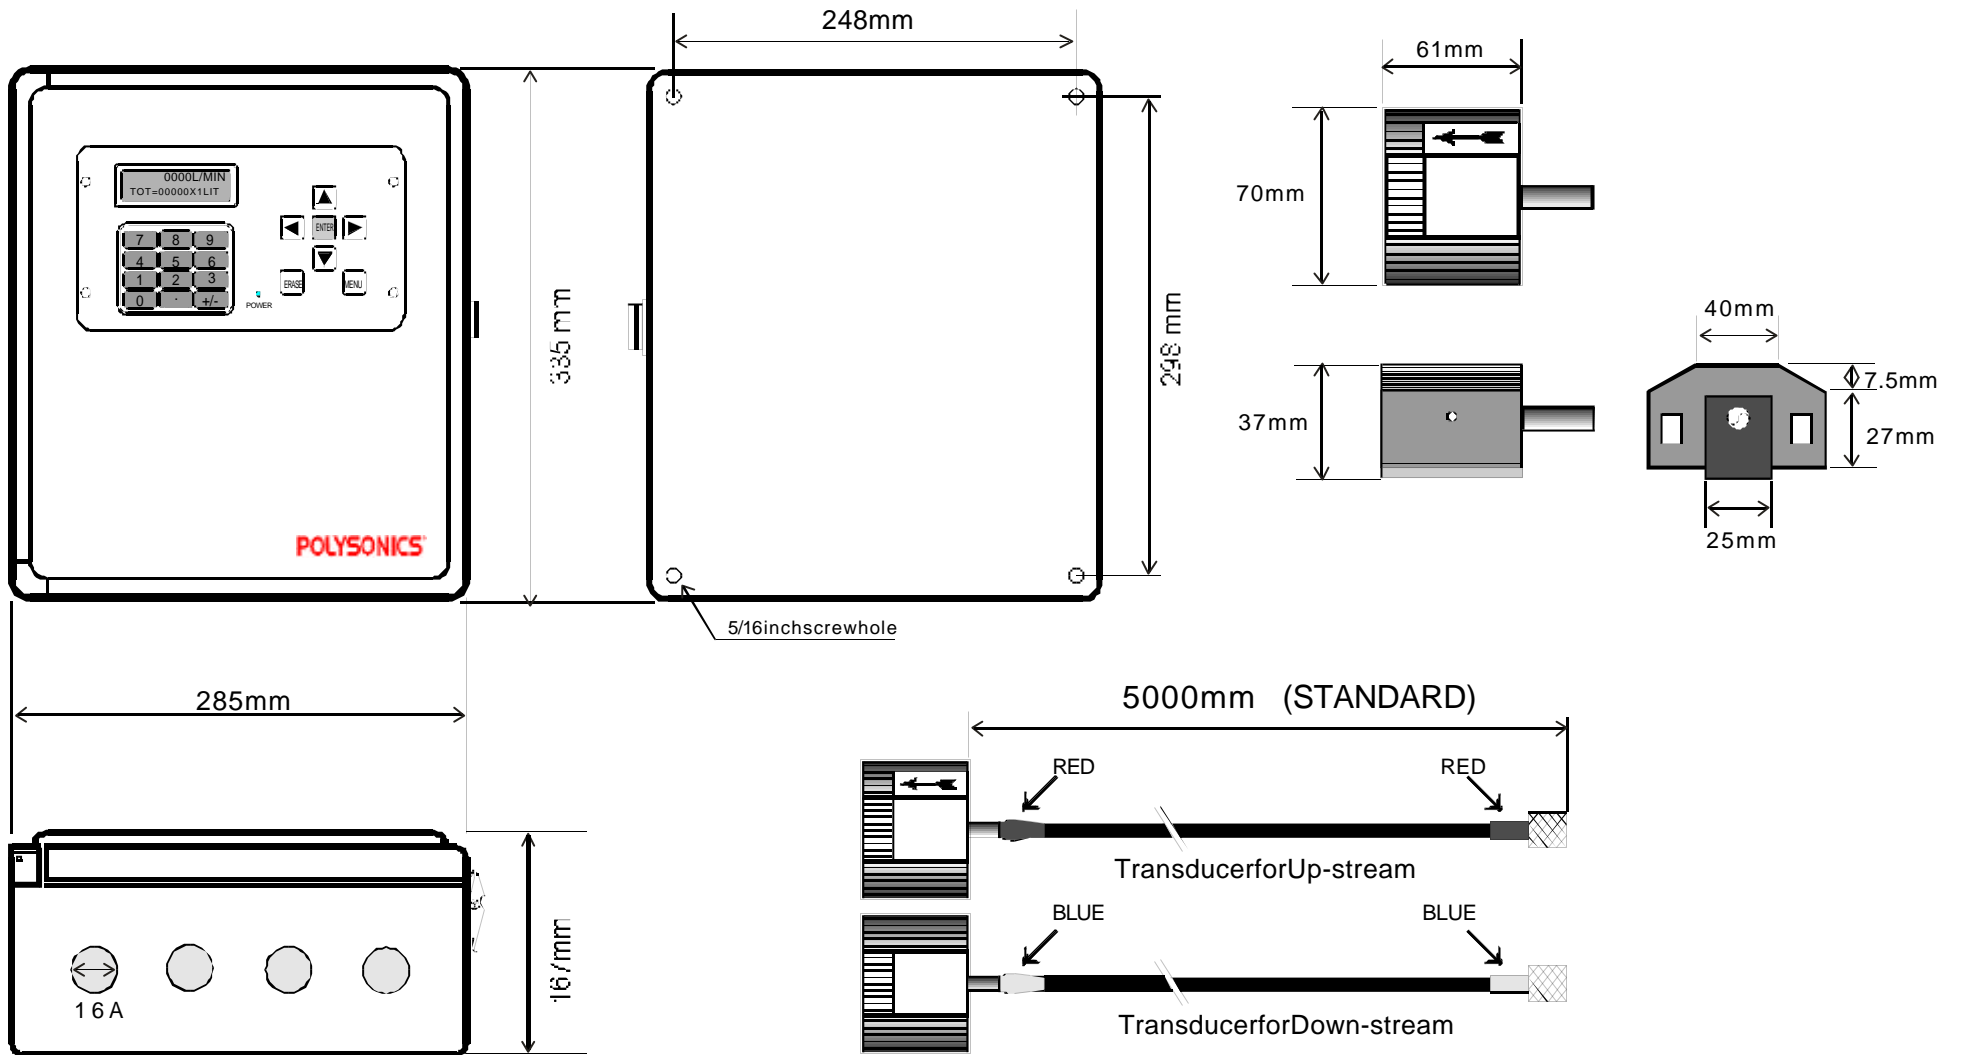 248mm
61mm
0000L/MIN
TOT=00000X1LIT
7 8 9
4 5 6
1 2 3
0 . +/-
ENTER
ERASE
MENU
POWER
POLYSONICS
335 mm
298 mm
70mm
37mm
40mm
7.5mm
27mm
25mm
5/16inchscrewhole
285mm
5000mm (STANDARD)
RED
RED
TransducerforUp-stream
BLUE
BLUE
TransducerforDown-stream
167mm
16A